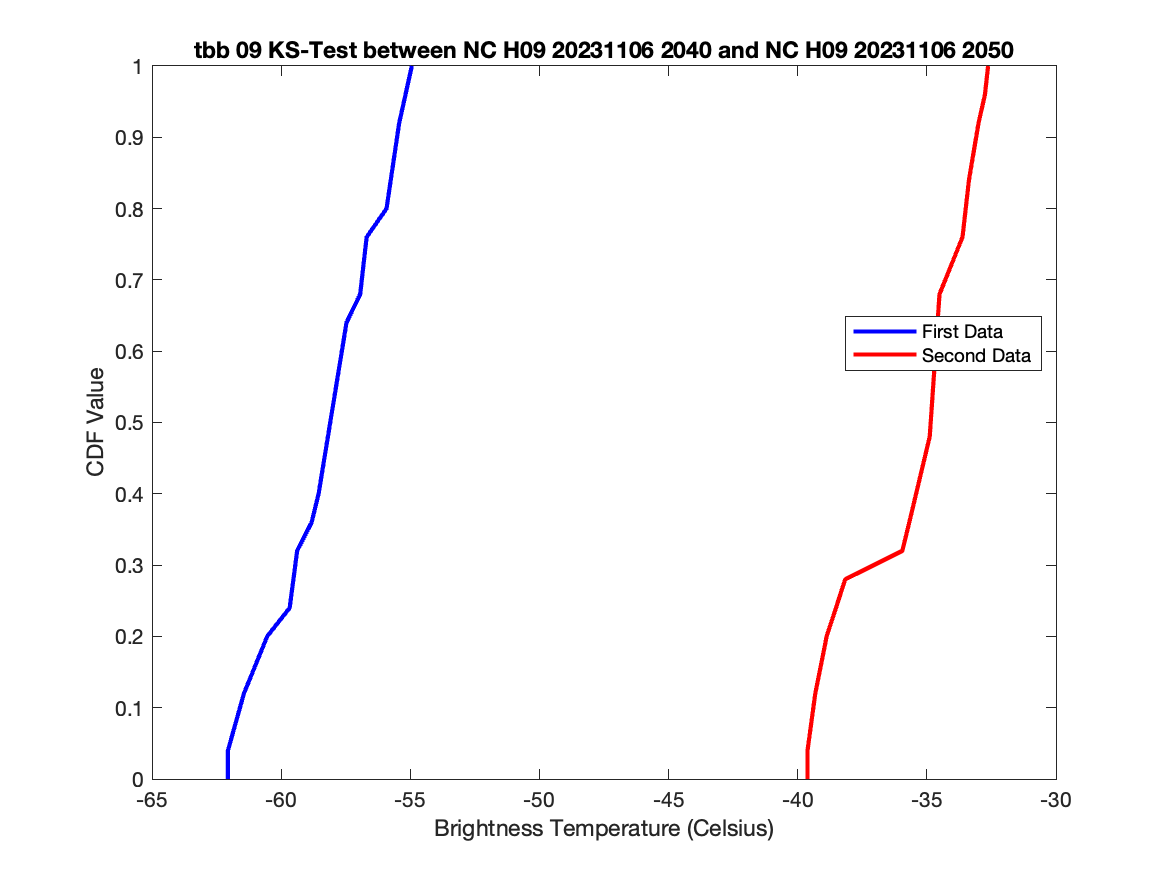 tbb 09 KS-Test between NC H09 20231106 2040 and NC H09 20231106 2050
1
0.9
0.8
0.7
0.6
0.5
0.4
0.3
0.2
0.1
0
CDF Value
First Data
Second Data
-65 -60 -55 -50 -45 -40 -35 -30
Brightness Temperature (Celsius)